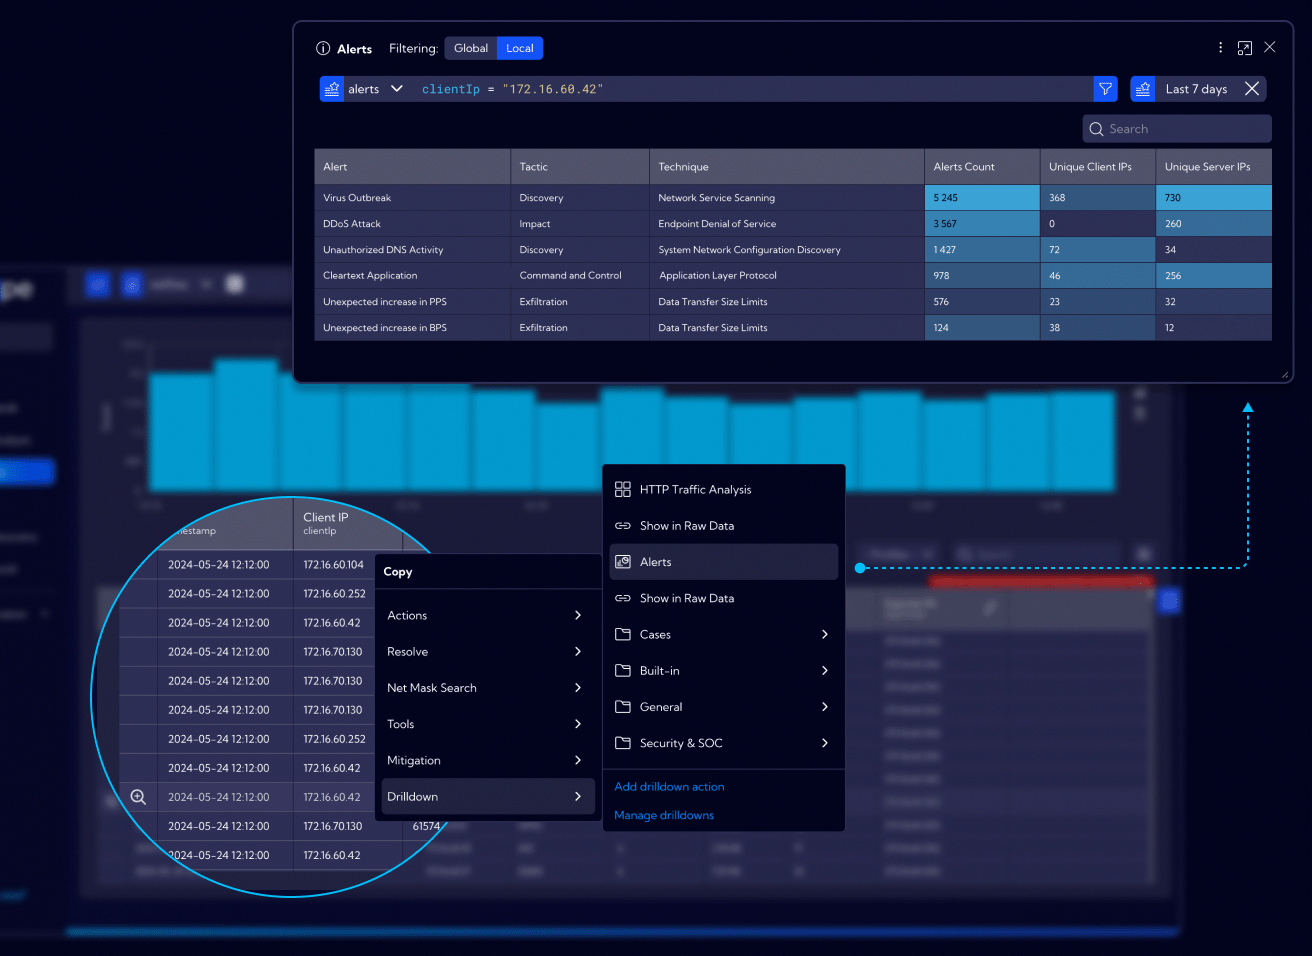 Alerts Filtering: Global Local
alerts clientIp = "172.16.60.42" Last 7 days
Search
Alert Tactic Technique Alerts Count Unique Client IPs Unique Server IPs
Virus Outbreak Discovery Network Service Scanning 5 245 368 730
DDoS Attack Impact Endpoint Denial of Service 3 567 0 260
Unauthorized DNS Activity Discovery System Network Configuration Discovery 1 427 72 34
Cleartext Application Command and Control Application Layer Protocol 978 46 256
Unexpected increase in PPS Exfiltration Data Transfer Size Limits 576 23 32
Unexpected increase in BPS Exfiltration Data Transfer Size Limits 124 38 12
Client IP
clientIp
2024-05-24 12:12:00 172.16.60.104
2024-05-24 12:12:00 172.16.60.252
2024-05-24 12:12:00 172.16.60.42
2024-05-24 12:12:00 172.16.70.130
2024-05-24 12:12:00 172.16.70.130
2024-05-24 12:12:00 172.16.70.130
2024-05-24 12:12:00 172.16.60.252
2024-05-24 12:12:00 172.16.60.42
2024-05-24 12:12:00 172.16.60.42
2024-05-24 12:12:00 172.16.70.130 61574
2024-05-24 12:12:00 172.16.60.42
Copy
Actions
Resolve
Net Mask Search
Tools
Mitigation
Drilldown
HTTP Traffic Analysis
Show in Raw Data
Alerts
Show in Raw Data
Cases
Built-in
General
Security & SOC
Add drilldown action
Manage drilldowns